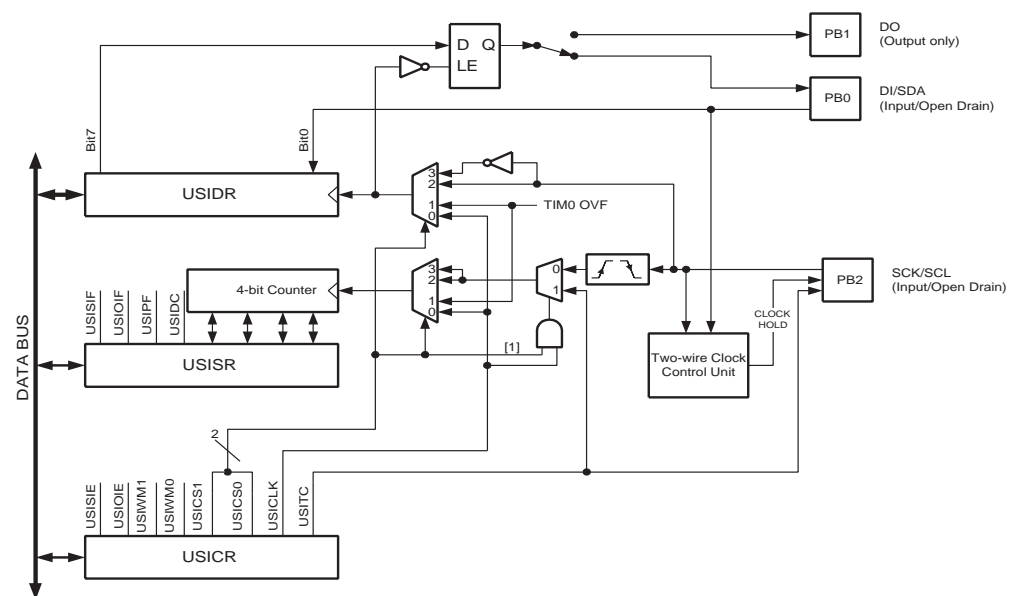 DO
(Output only)
PB1
D Q
LE
DI/SDA
(Input/Open Drain)
PB0
Bit7
Bit0
USIDR
3
2
1
0
TIM0 OVF
4-bit Counter
3
2
1
0
0
1
PB2
SCK/SCL
(Input/Open Drain)
CLOCK
HOLD
USISIF
USIOIF
USIPF
USIDC
[1]
Two-wire Clock
Control Unit
USISR
DATA BUS
2
USISIE
USIOIE
USIWM1
USIWM0
USICS1
USICS0
USICLK
USITC
USICR